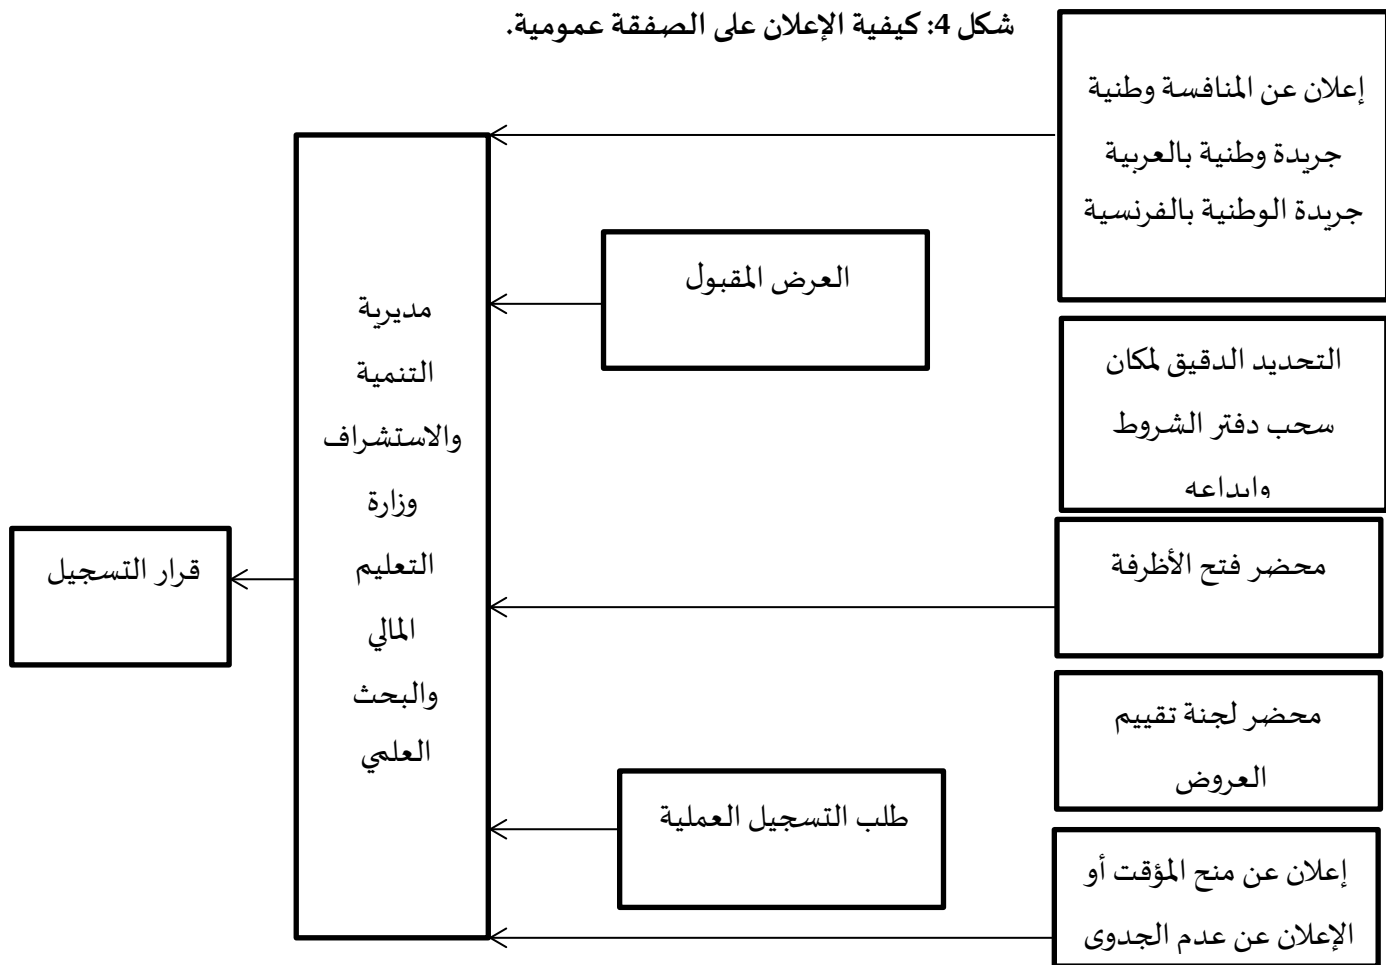 شكل 4: كيفية الإعلان على الصفقة عمومية.
إعلان عن المنافسة وطنية
جريدة وطنية بالعربية
جريدة الوطنية بالفرنسية
العرض المقبول
التحديد الدقيق لمكان
سحب دفتر الشروط
وإيداعه
مديرية
التنمية
والاستشراف
وزارة
التعليم
المالي
والبحث
العلمي
محضر فتح الأظرفة
قرار التسجيل
محضر لجنة تقييم
العروض
طلب التسجيل العملية
إعلان عن منح المؤقت أو
الإعلان عن عدم الجدوى